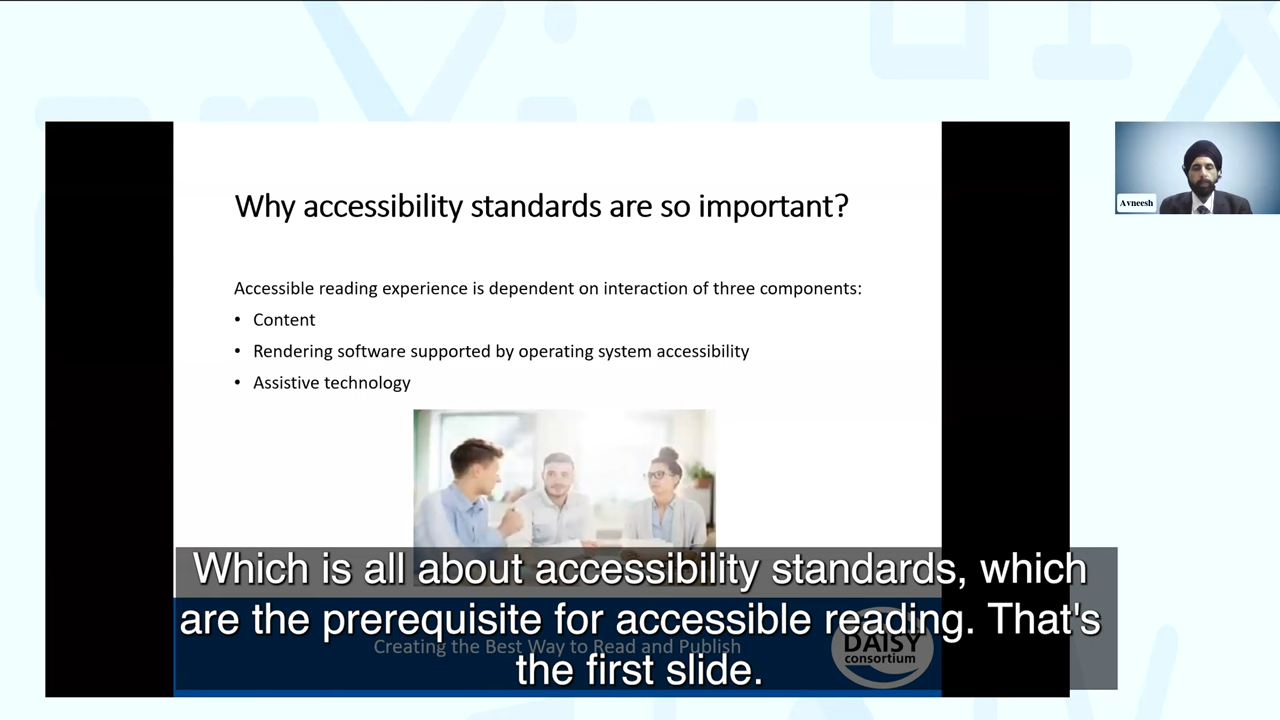 Why accessibility standards are so important?
Accessible reading experience is dependent on interaction of three components:
• Content
• Rendering software supported by operating system accessibility
• Assistive technology
Avneesh
Which is all about accessibility standards, which
are the prerequisite for accessible reading. That's
the first slide.
Creating the Best Way to Read and Publish
DAISY
consortium